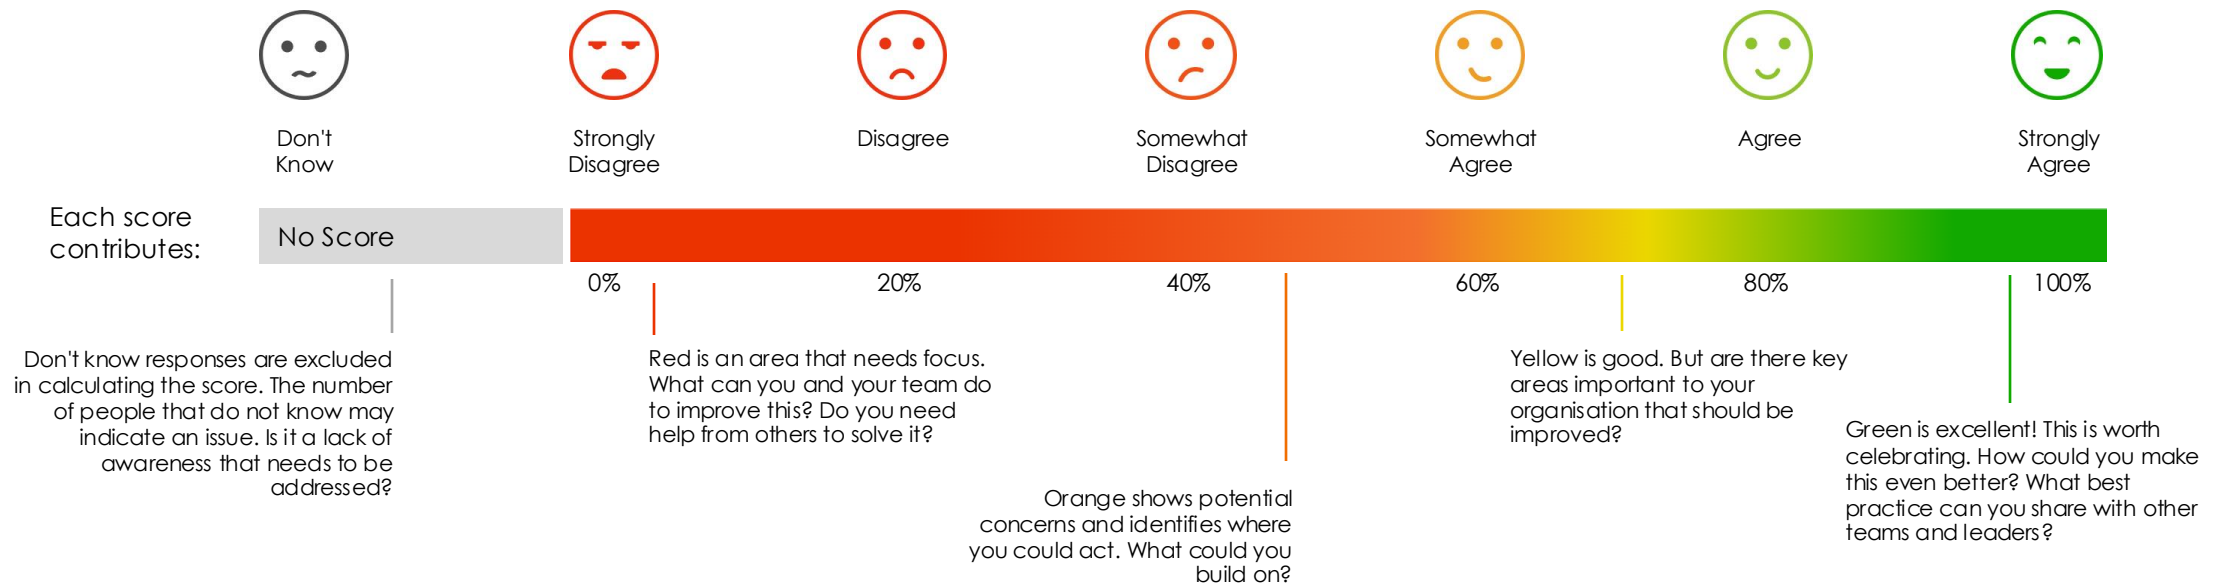 Don't
Know
Strongly
Disagree
Disagree
Somewhat
Disagree
Somewhat
Agree
Agree
Strongly
Agree
Each score
contributes:
No Score
0%
20%
40%
60%
80%
100%
Don't know responses are excluded
in calculating the score. The number
of people that do not know may
indicate an issue. Is it a lack of
awareness that needs to be
addressed?
Red is an area that needs focus.
What can you and your team do
to improve this? Do you need
help from others to solve it?
Orange shows potential
concerns and identifies where
you could act. What could you
build on?
Yellow is good. But are there key
areas important to your
organisation that should be
improved?
Green is excellent! This is worth
celebrating. How could you make
this even better? What best
practice can you share with other
teams and leaders?